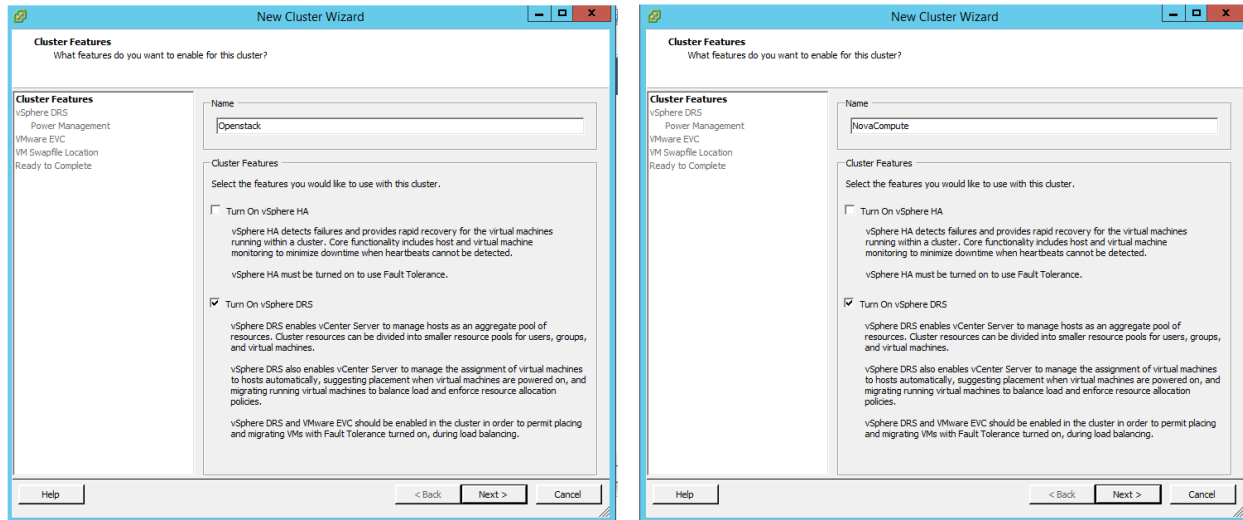 New Cluster Wizard
Cluster Features
What features do you want to enable for this cluster?
Cluster Features
vSphere DRS
Power Management
VMware EVC
VM Swapfile Location
Ready to Complete
Name
Openstack
Cluster Features
Select the features you would like to use with this cluster.
Turn On vSphere HA
vSphere HA detects failures and provides rapid recovery for the virtual machines
running within a cluster. Core functionality includes host and virtual machine
monitoring to minimize downtime when heartbeats cannot be detected.
vSphere HA must be turned on to use Fault Tolerance.
Turn On vSphere DRS
vSphere DRS enables vCenter Server to manage hosts as an aggregate pool of
resources. Cluster resources can be divided into smaller resource pools for users, groups,
and virtual machines.
vSphere DRS also enables vCenter Server to manage the assignment of virtual machines
to hosts automatically, suggesting placement when virtual machines are powered on, and
migrating running virtual machines to balance load and enforce resource allocation
policies.
vSphere DRS and VMware EVC should be enabled in the cluster in order to permit placing
and migrating VMs with Fault Tolerance turned on, during load balancing.
Help
< Back
Next >
Cancel
New Cluster Wizard
Cluster Features
What features do you want to enable for this cluster?
Cluster Features
vSphere DRS
Power Management
VMware EVC
VM Swapfile Location
Ready to Complete
Name
NovaCompute
Cluster Features
Select the features you would like to use with this cluster.
Turn On vSphere HA
vSphere HA detects failures and provides rapid recovery for the virtual machines
running within a cluster. Core functionality includes host and virtual machine
monitoring to minimize downtime when heartbeats cannot be detected.
vSphere HA must be turned on to use Fault Tolerance.
Turn On vSphere DRS
vSphere DRS enables vCenter Server to manage hosts as an aggregate pool of
resources. Cluster resources can be divided into smaller resource pools for users, groups,
and virtual machines.
vSphere DRS also enables vCenter Server to manage the assignment of virtual machines
to hosts automatically, suggesting placement when virtual machines are powered on, and
migrating running virtual machines to balance load and enforce resource allocation
policies.
vSphere DRS and VMware EVC should be enabled in the cluster in order to permit placing
and migrating VMs with Fault Tolerance turned on, during load balancing.
Help
< Back
Next >
Cancel